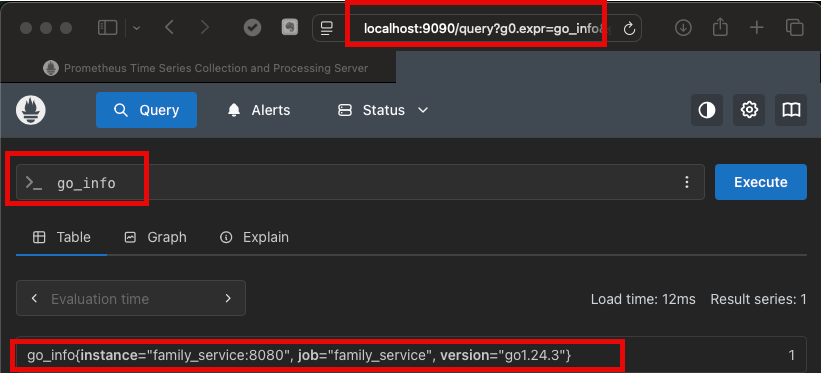 localhost:9090/query?g0.expr=go_info&
Prometheus Time Series Collection and Processing Server
Query Alerts Status
>_ go_info Execute
Table Graph Explain
Evaluation time Load time: 12ms Result series: 1
go_info{instance="family_service:8080", job="family_service", version="go1.24.3"} 1